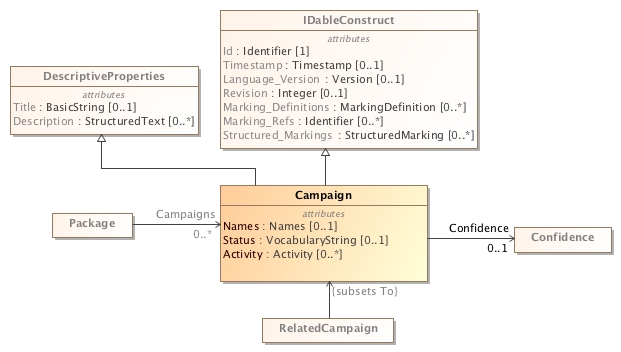 IDableConstruct
attributes
Id : Identifier [1]
Timestamp : Timestamp [0..1]
Language_Version : Version [0..1]
Revision : Integer [0..1]
Marking_Definitions : MarkingDefinition [0..*]
Marking_Refs : Identifier [0..*]
Structured_Markings : StructuredMarking [0..*]
DescriptiveProperties
attributes
Title : BasicString [0..1]
Description : StructuredText [0..*]
Campaign
attributes
Names : Names [0..1]
Status : VocabularyString [0..1]
Activity : Activity [0..*]
Package
Campaigns
0..*
Confidence
0..1
Confidence
{subsets To}
RelatedCampaign